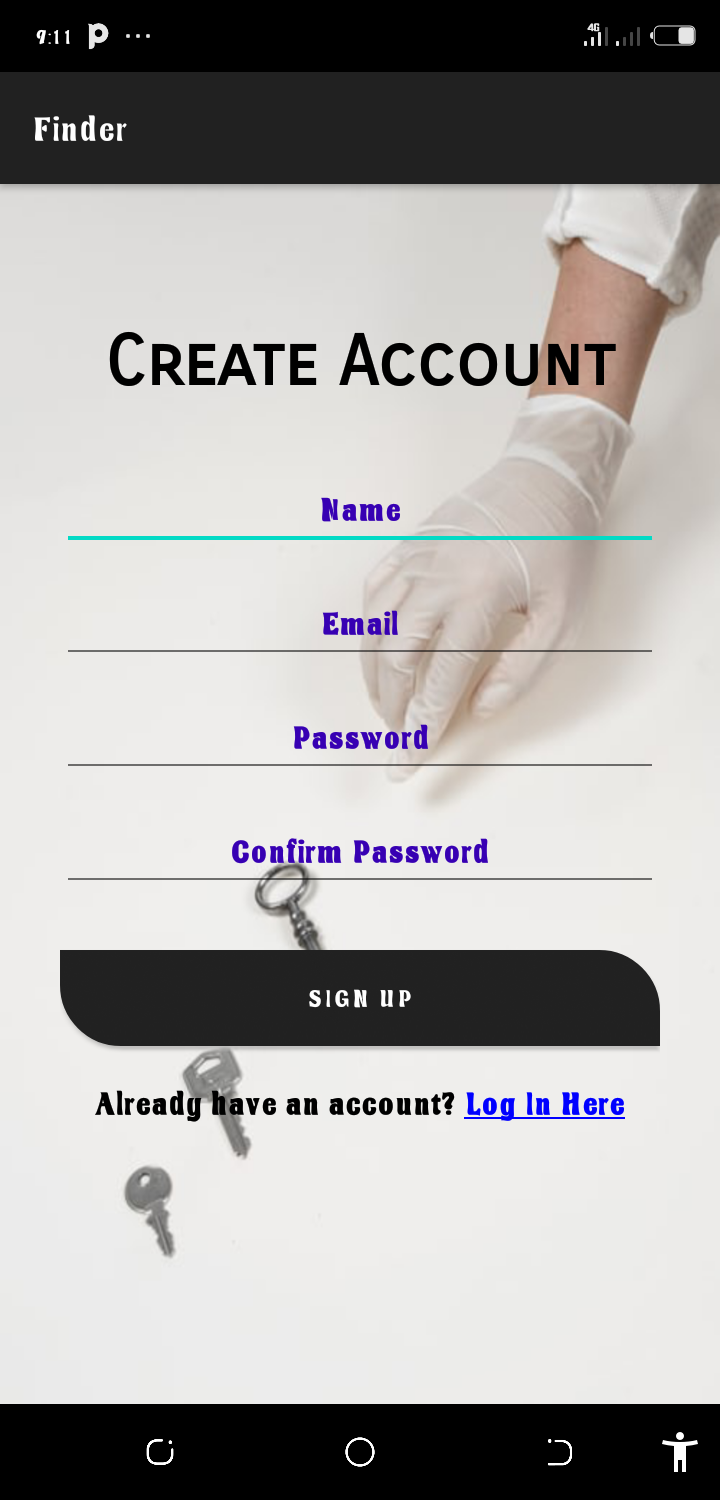 9:11
4G
Finder
Create Account
Name
Email
Password
Confirm Password
SIGN UP
Already have an account? Log In Here